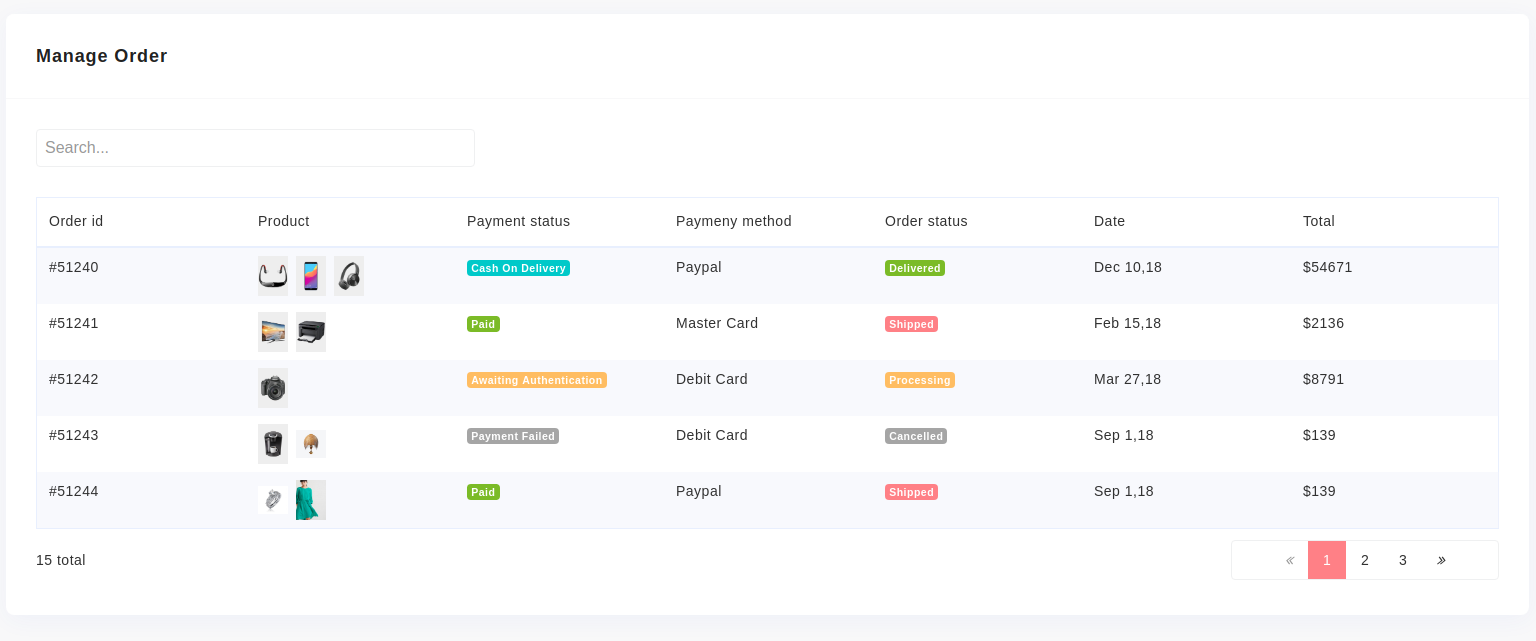 Manage Order
Search...
Order id Product Payment status Paymeny method Order status Date Total
#51240 Cash On Delivery Paypal Delivered Dec 10,18 $54671
#51241 Paid Master Card Shipped Feb 15,18 $2136
#51242 Awaiting Authentication Debit Card Processing Mar 27,18 $8791
#51243 Payment Failed Debit Card Cancelled Sep 1,18 $139
#51244 Paid Paypal Shipped Sep 1,18 $139
15 total « 1 2 3 »